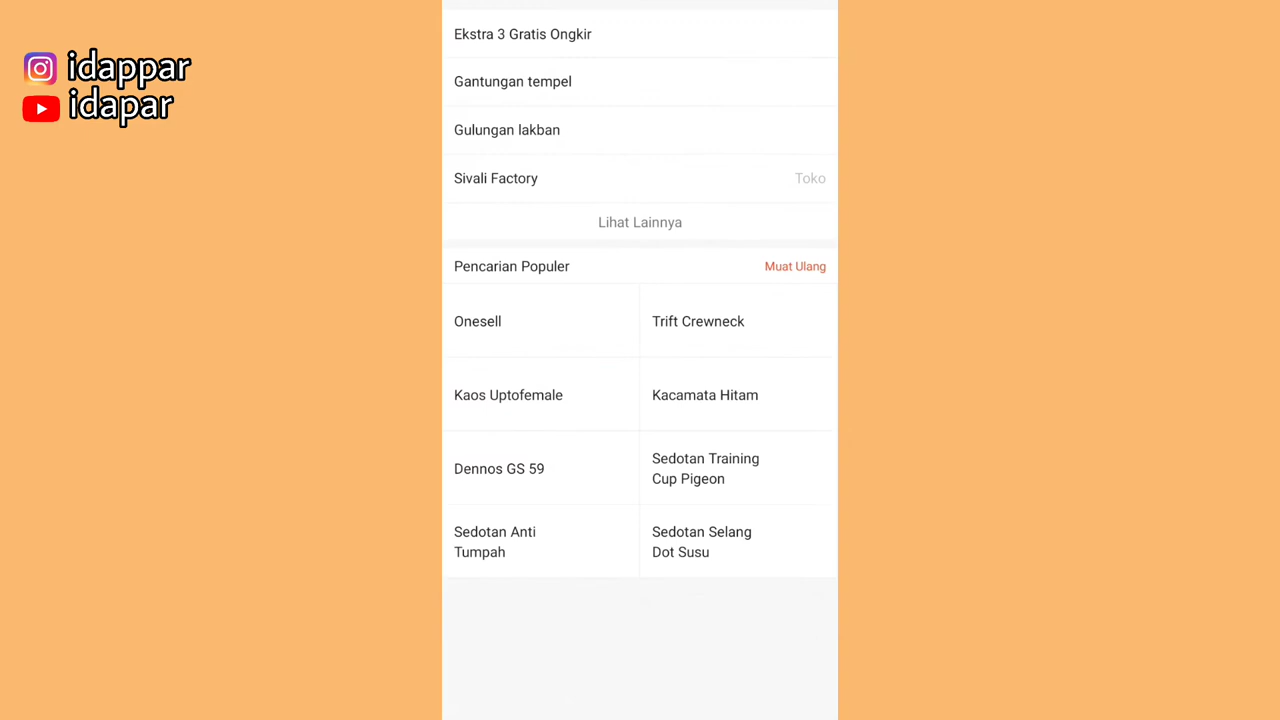 idappar
idapar
Ekstra 3 Gratis Ongkir
Gantungan tempel
Gulungan lakban
Sivali Factory
Toko
Lihat Lainnya
Pencarian Populer
Muat Ulang
Onesell
Trift Crewneck
Kaos Uptofemale
Kacamata Hitam
Dennos GS 59
Sedotan Training
Cup Pigeon
Sedotan Anti
Tumpah
Sedotan Selang
Dot Susu